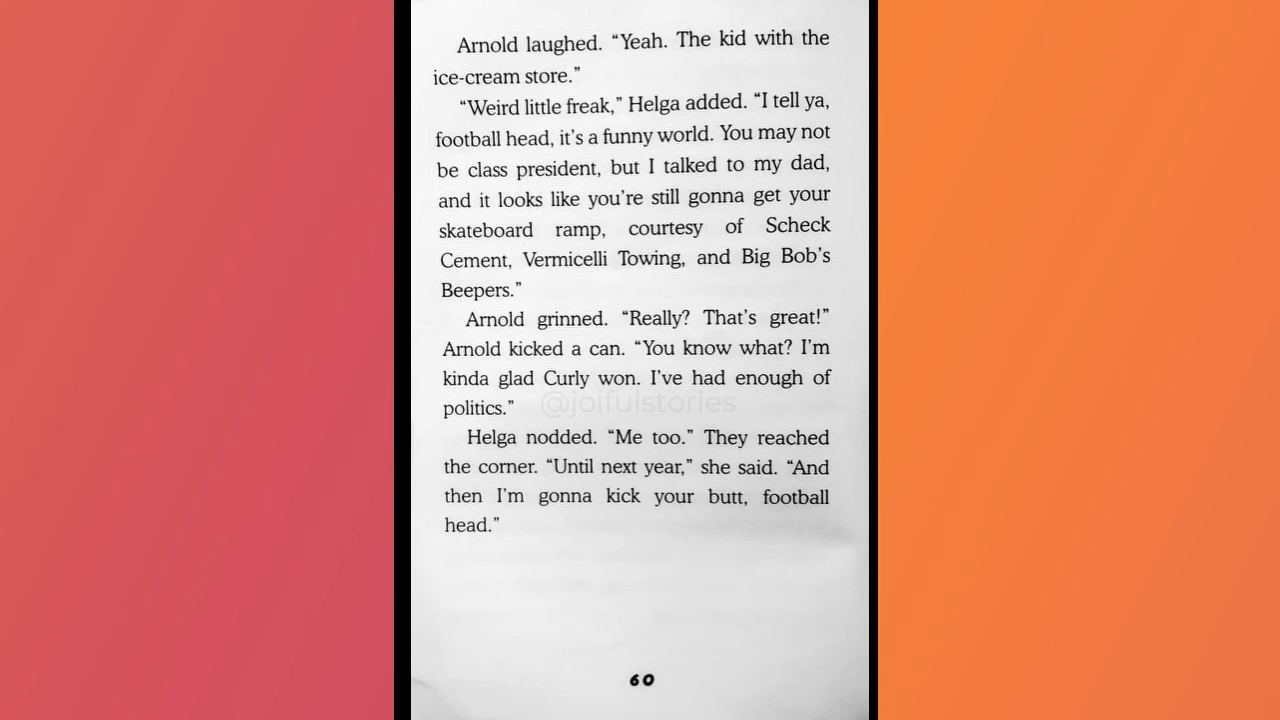 Arnold laughed. “Yeah. The kid with the
ice-cream store.”
“Weird little freak,” Helga added. “I tell ya,
football head, it’s a funny world. You may not
be class president, but I talked to my dad,
and it looks like you’re still gonna get your
skateboard ramp, courtesy of Scheck
Cement, Vermicelli Towing, and Big Bob’s
Beepers.”
Arnold grinned. “Really? That’s great!”
Arnold kicked a can. “You know what? I’m
kinda glad Curly won. I’ve had enough of
politics.”
@joifulstories
Helga nodded. “Me too.” They reached
the corner. “Until next year,” she said. “And
then I’m gonna kick your butt, football
head.”
60